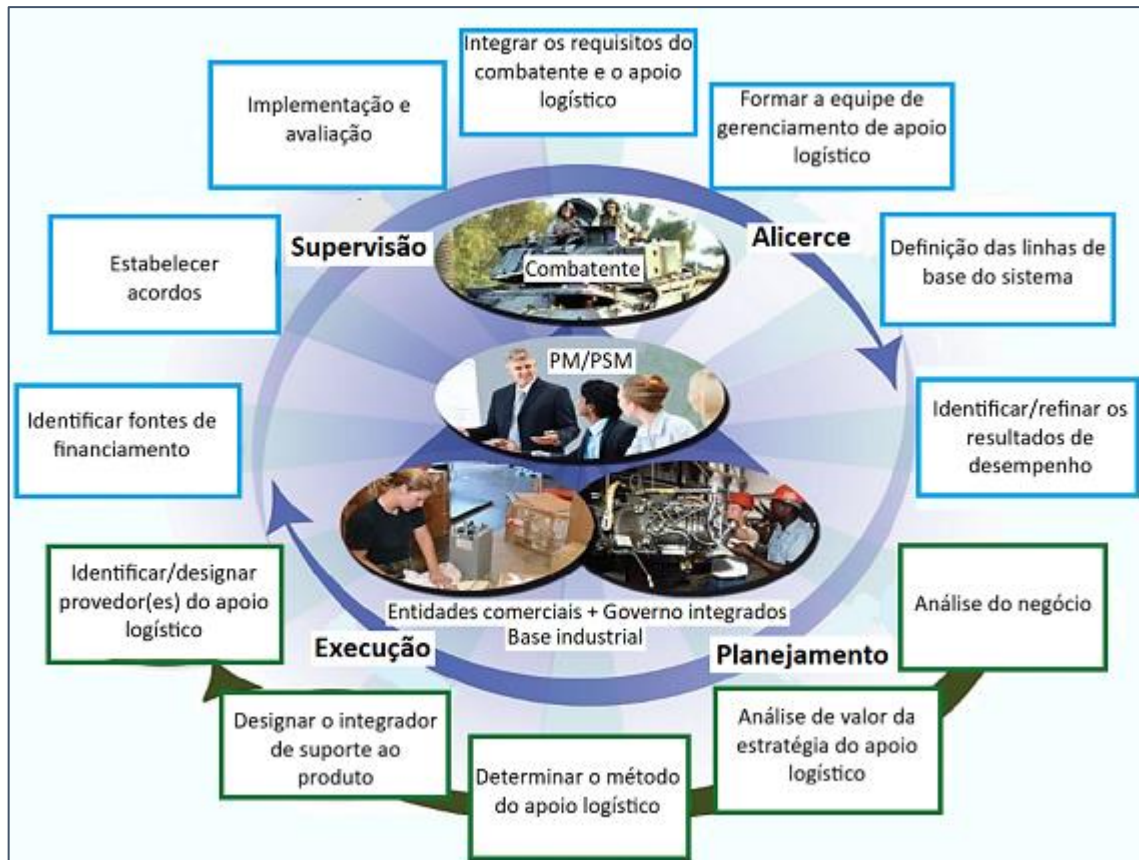 Integrar os requisitos do
combatente e o apoio
logístico
Formar a equipe de
gerenciamento de apoio
logístico
Definição das linhas de
base do sistema
Identificar/refinar os
resultados de
desempenho
Análise do negócio
Análise de valor da
estratégia do apoio
logístico
Determinar o método
do apoio logístico
Designar o integrador
de suporte ao
produto
Identificar/designar
provedor(es) do apoio
logístico
Identificar fontes de
financiamento
Estabelecer
acordos
Implementação e
avaliação
Supervisão
Alicerce
Combatente
PM/PSM
Entidades comerciais + Governo integrados
Base industrial
Execução
Planejamento